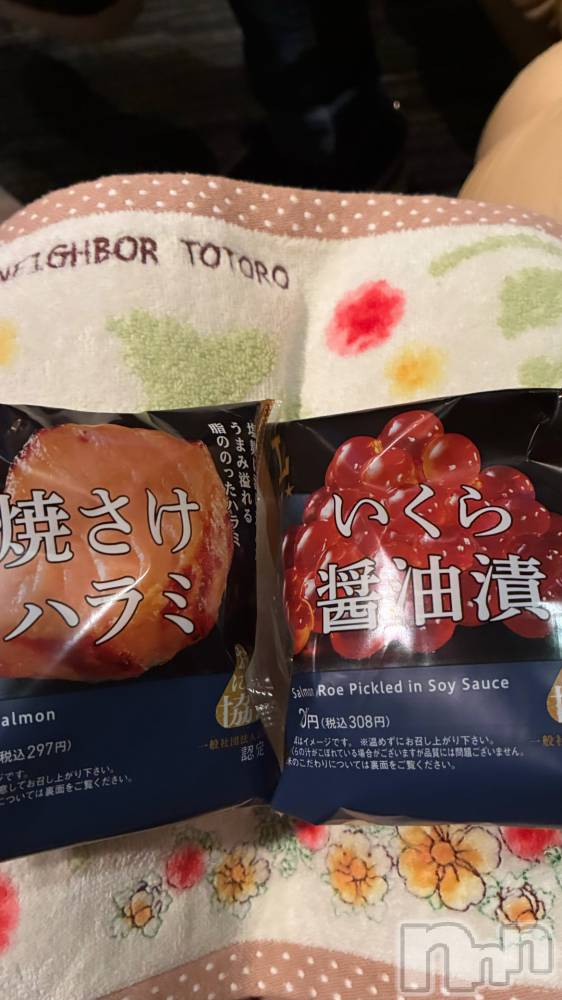 NEIGHBOR TOTORO
うまみ溢れる
脂ののったハラミ
焼さけ
ハラミ
almon
税込297円)
してお召し上がり下さい。
ついては裏面をご覧ください。
認定
いくら
醤油漬
Salmon Roe Pickled in Soy Sauce
円(税込308円)
はイメージです。 ※温めずにお召し上がり下さい。
らの汁がこぼれている場合がございますが品質には問題ございません。
米のこだわりについては裏面をご覧ください。
一般社
nnn